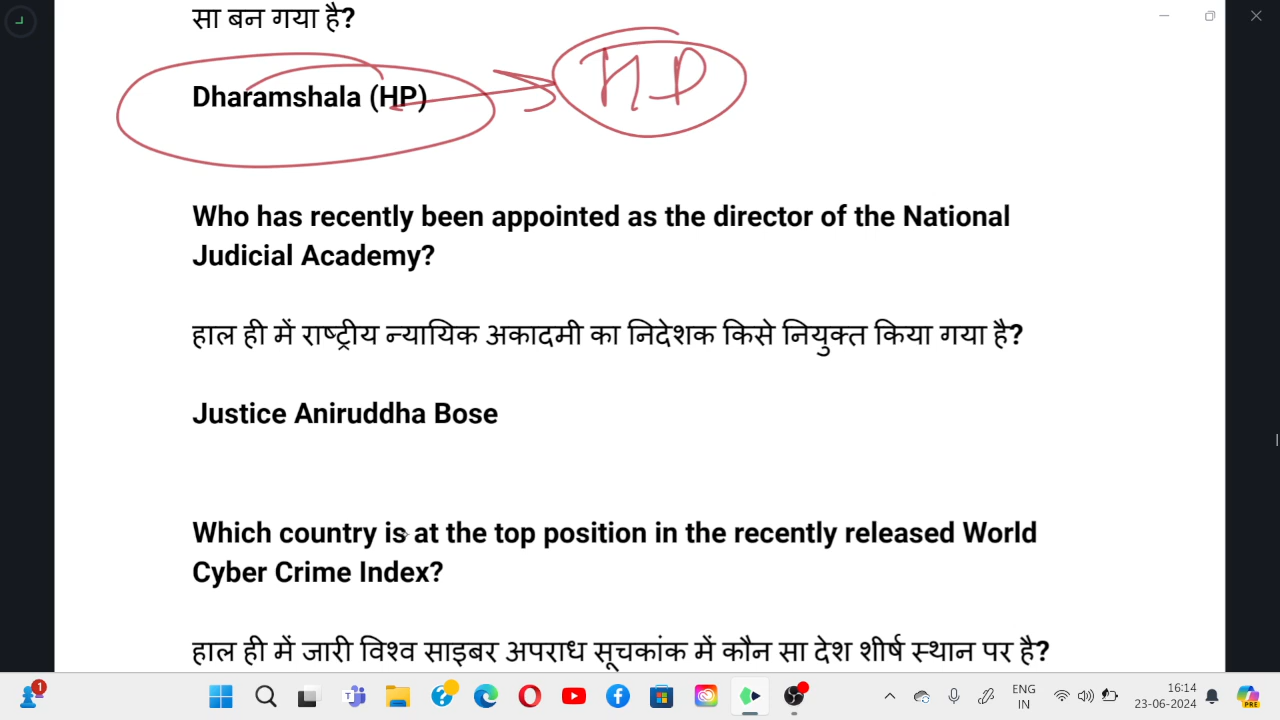 सा बन गया है?
Dharamshala (HP)
HP
Who has recently been appointed as the director of the National
Judicial Academy?
हाल ही में राष्ट्रीय न्यायिक अकादमी का निदेशक किसे नियुक्त किया गया है?
Justice Aniruddha Bose
Which country is at the top position in the recently released World
Cyber Crime Index?
हाल ही में जारी विश्व साइबर अपराध सूचकांक में कौन सा देश शीर्ष स्थान पर है?
1
ENG
IN
16:14
23-06-2024
PRE